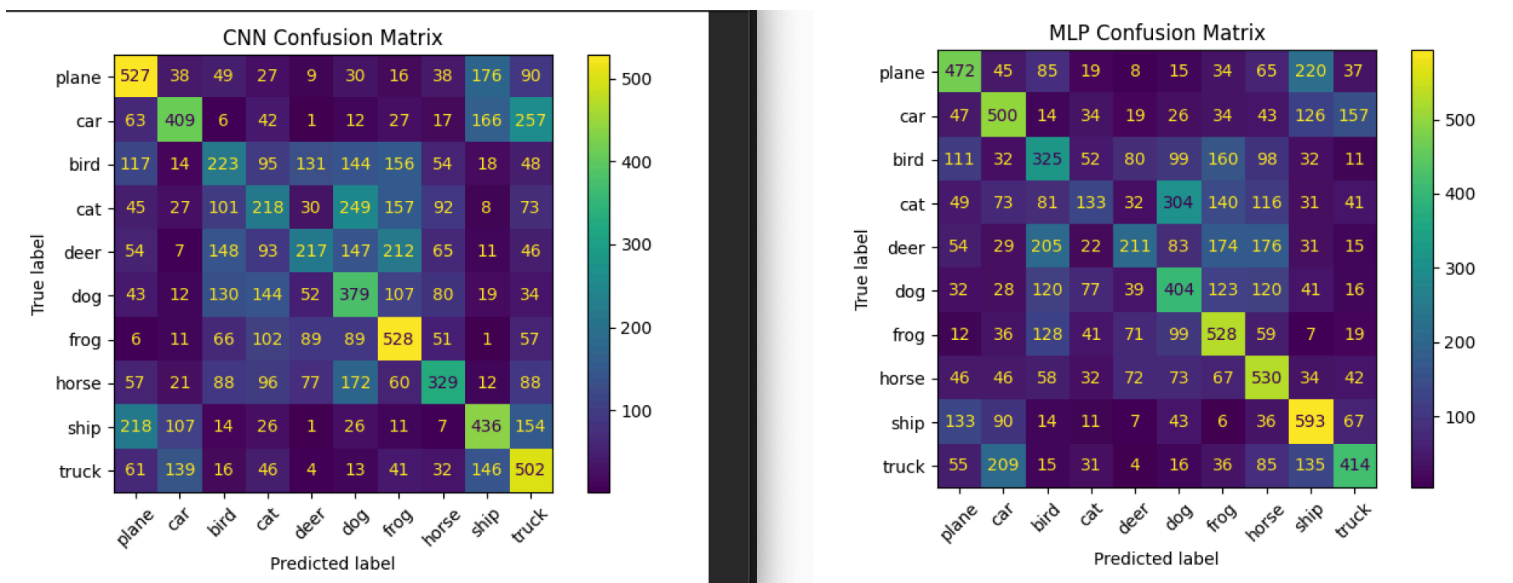 CNN Confusion Matrix
plane 527 38 49 27 9 30 16 38 176 90
car 63 409 6 42 1 12 27 17 166 257
bird 117 14 223 95 131 144 156 54 18 48
cat 45 27 101 218 30 249 157 92 8 73
deer 54 7 148 93 217 147 212 65 11 46
dog 43 12 130 144 52 379 107 80 19 34
frog 6 11 66 102 89 89 528 51 1 57
horse 57 21 88 96 77 172 60 329 12 88
ship 218 107 14 26 1 26 11 7 436 154
truck 61 139 16 46 4 13 41 32 146 502
plane car bird cat deer dog frog horse ship truck
True label
Predicted label
500
400
300
200
100
MLP Confusion Matrix
plane 472 45 85 19 8 15 34 65 220 37
car 47 500 14 34 19 26 34 43 126 157
bird 111 32 325 52 80 99 160 98 32 11
cat 49 73 81 133 32 304 140 116 31 41
deer 54 29 205 22 211 83 174 176 31 15
dog 32 28 120 77 39 404 123 120 41 16
frog 12 36 128 41 71 99 528 59 7 19
horse 46 46 58 32 72 73 67 530 34 42
ship 133 90 14 11 7 43 6 36 593 67
truck 55 209 15 31 4 16 36 85 135 414
plane car bird cat deer dog frog horse ship truck
True label
Predicted label
500
400
300
200
100